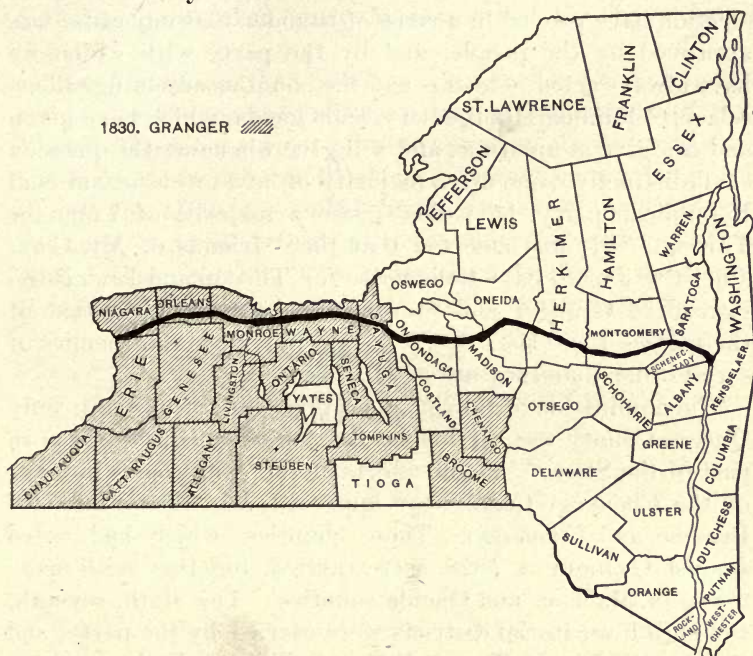 1830. GRANGER
ST. LAWRENCE
FRANKLIN
CLINTON
ESSEX
JEFFERSON
LEWIS
HERKIMER
HAMILTON
WARREN
WASHINGTON
SARATOGA
OSWEGO
ONEIDA
NIAGARA
ORLEANS
MONROE
WAYNE
CAYUGA
ONONDAGA
MADISON
MONTGOMERY
SCHENECTADY
RENSSELAER
ERIE
GENESEE
LIVINGSTON
ONTARIO
SENECA
YATES
CORTLAND
CHENANGO
OTSEGO
SCHOHARIE
ALBANY
CHAUTAUQUA
CATTARAUGUS
ALLEGANY
STEUBEN
TOMPKINS
TIOGA
BROOME
DELAWARE
GREENE
COLUMBIA
ULSTER
SULLIVAN
DUTCHESS
ORANGE
PUTNAM
ROCKLAND
WESTCHESTER